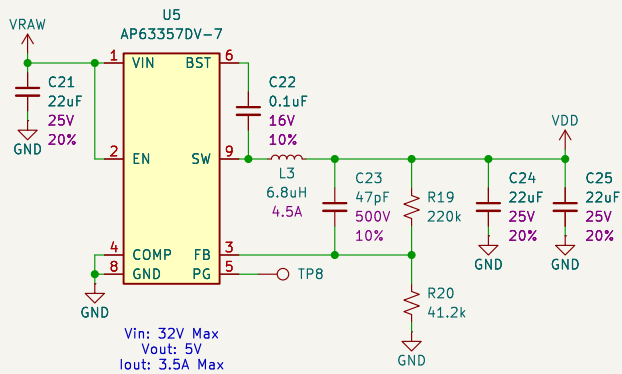 U5
AP63357DV-7
VRAW
1 VIN BST 6
C21
22uF
25V
20%
GND
C22
0.1uF
16V
10%
2 EN SW 9
L3
6.8uH
4.5A
VDD
C23
47pF
500V
10%
R19
220k
C24
22uF
25V
20%
GND
C25
22uF
25V
20%
GND
4 COMP FB 3
8 GND PG 5
TP8
GND
R20
41.2k
GND
Vin: 32V Max
Vout: 5V
Iout: 3.5A Max